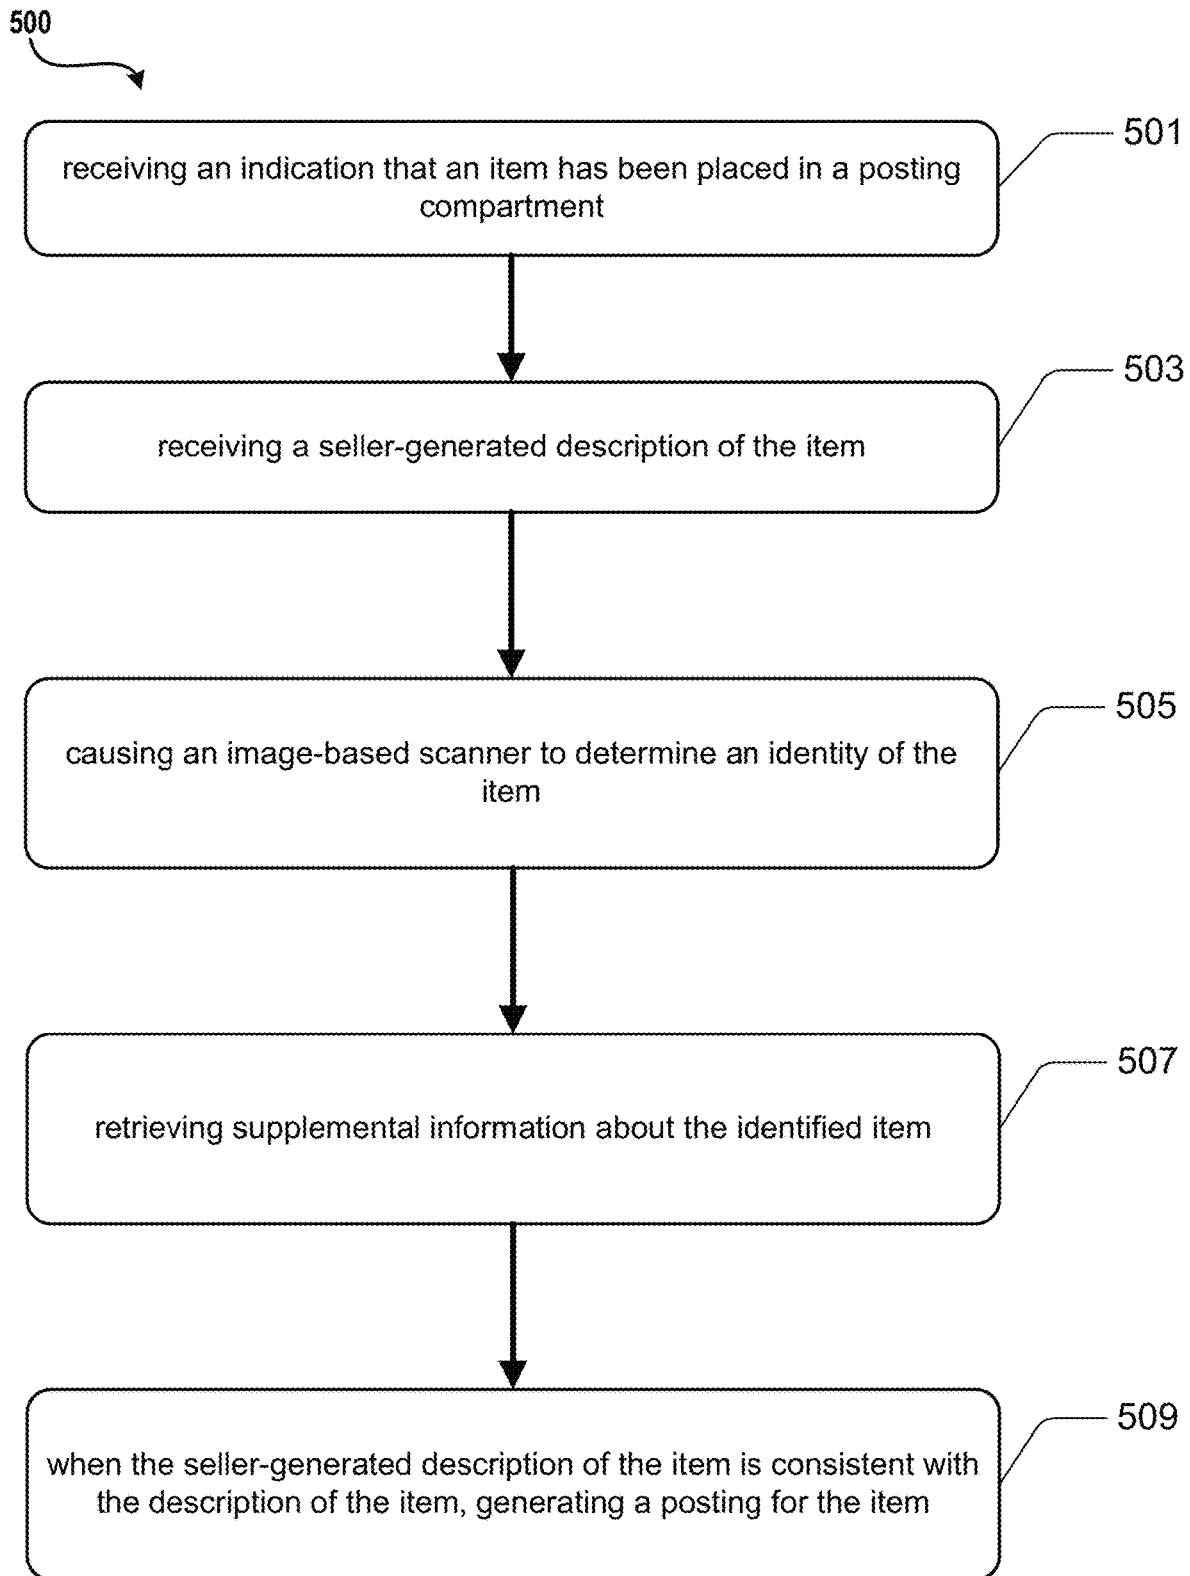 500
501
receiving an indication that an item has been placed in a posting
compartment
503
receiving a seller-generated description of the item
505
causing an image-based scanner to determine an identity of the
item
507
retrieving supplemental information about the identified item
509
when the seller-generated description of the item is consistent with
the description of the item, generating a posting for the item